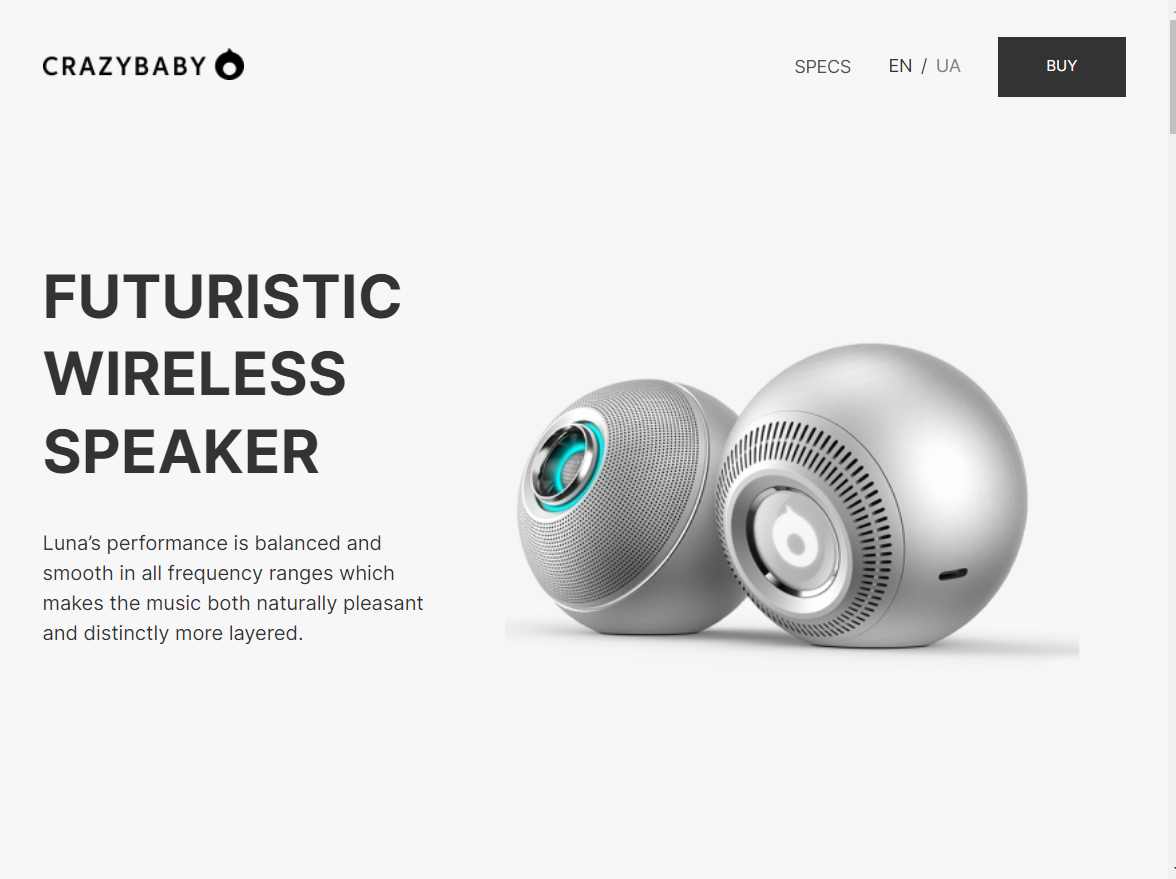 CRAZYBABY
SPECS
EN / UA
BUY
FUTURISTIC
WIRELESS
SPEAKER
Luna’s performance is balanced and
smooth in all frequency ranges which
makes the music both naturally pleasant
and distinctly more layered.